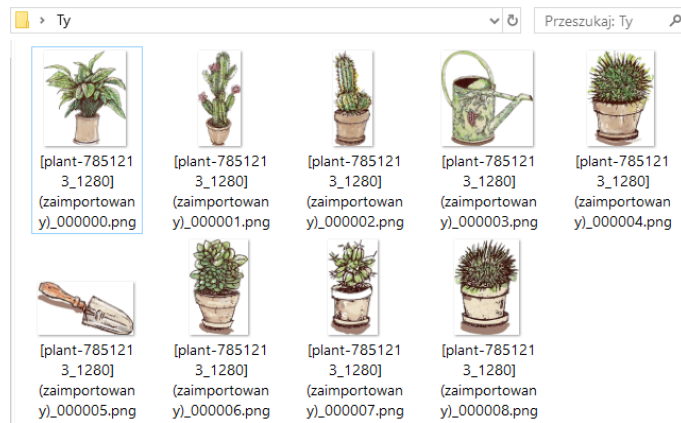 Ty
Przeszukaj: Ty
[plant-785121
3_1280]
(zaimportowan
y)_000000.png
[plant-785121
3_1280]
(zaimportowan
y)_000001.png
[plant-785121
3_1280]
(zaimportowan
y)_000002.png
[plant-785121
3_1280]
(zaimportowan
y)_000003.png
[plant-785121
3_1280]
(zaimportowan
y)_000004.png
[plant-785121
3_1280]
(zaimportowan
y)_000005.png
[plant-785121
3_1280]
(zaimportowan
y)_000006.png
[plant-785121
3_1280]
(zaimportowan
y)_000007.png
[plant-785121
3_1280]
(zaimportowan
y)_000008.png